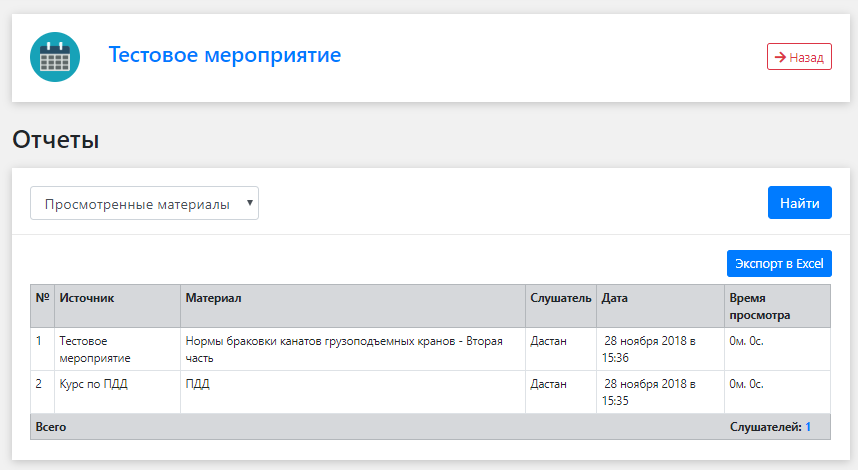 Тестовое мероприятие
Назад
Отчеты
Просмотренные материалы
Найти
Экспорт в Excel
№ Источник Материал Слушатель Дата Время
просмотра
1 Тестовое Нормы браковки канатов грузоподъемных кранов - Вторая Дастан 28 ноября 2018 в 0м. 0с.
мероприятие часть 15:36
2 Курс по ПДД ПДД Дастан 28 ноября 2018 в 0м. 0с.
15:35
Всего Слушателей: 1